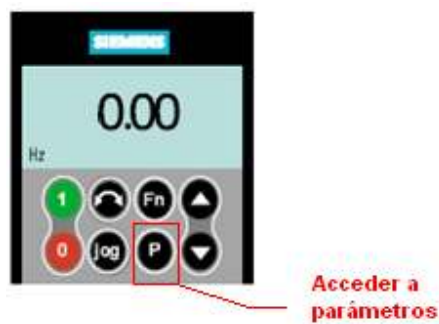 SIEMENS
0.00
Hz
1 Fn
0 jog P
Acceder a
parámetros